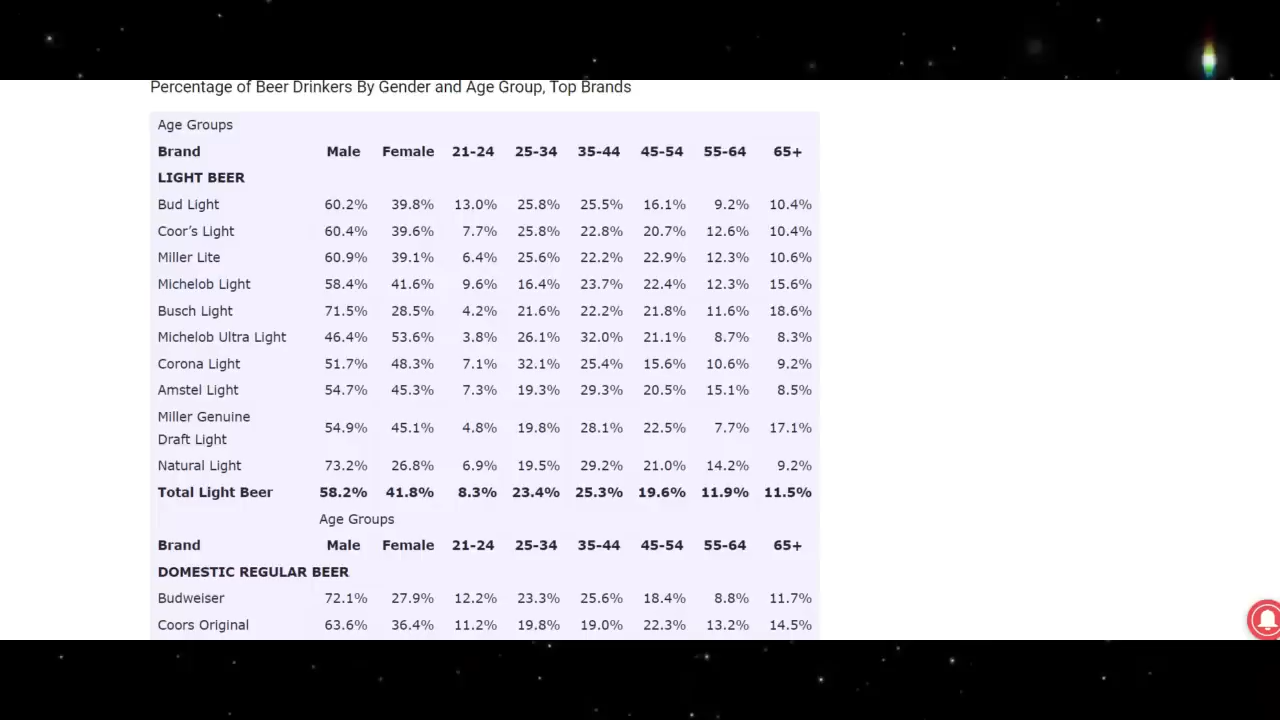 Percentage of Beer Drinkers By Gender and Age Group, Top Brands
Age Groups
Brand Male Female 21-24 25-34 35-44 45-54 55-64 65+
LIGHT BEER
Bud Light 60.2% 39.8% 13.0% 25.8% 25.5% 16.1% 9.2% 10.4%
Coor’s Light 60.4% 39.6% 7.7% 25.8% 22.8% 20.7% 12.6% 10.4%
Miller Lite 60.9% 39.1% 6.4% 25.6% 22.2% 22.9% 12.3% 10.6%
Michelob Light 58.4% 41.6% 9.6% 16.4% 23.7% 22.4% 12.3% 15.6%
Busch Light 71.5% 28.5% 4.2% 21.6% 22.2% 21.8% 11.6% 18.6%
Michelob Ultra Light 46.4% 53.6% 3.8% 26.1% 32.0% 21.1% 8.7% 8.3%
Corona Light 51.7% 48.3% 7.1% 32.1% 25.4% 15.6% 10.6% 9.2%
Amstel Light 54.7% 45.3% 7.3% 19.3% 29.3% 20.5% 15.1% 8.5%
Miller Genuine
Draft Light 54.9% 45.1% 4.8% 19.8% 28.1% 22.5% 7.7% 17.1%
Natural Light 73.2% 26.8% 6.9% 19.5% 29.2% 21.0% 14.2% 9.2%
Total Light Beer 58.2% 41.8% 8.3% 23.4% 25.3% 19.6% 11.9% 11.5%
Age Groups
Brand Male Female 21-24 25-34 35-44 45-54 55-64 65+
DOMESTIC REGULAR BEER
Budweiser 72.1% 27.9% 12.2% 23.3% 25.6% 18.4% 8.8% 11.7%
Coors Original 63.6% 36.4% 11.2% 19.8% 19.0% 22.3% 13.2% 14.5%